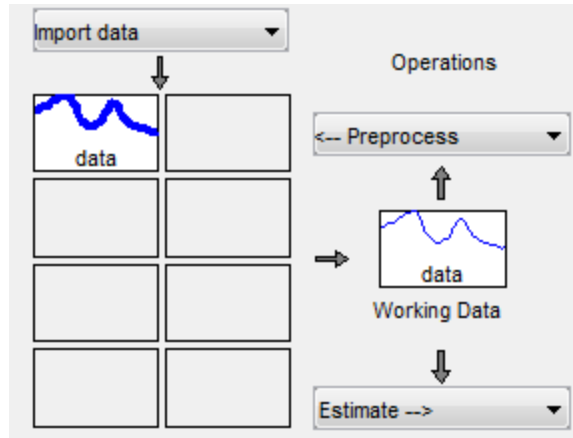 Import data
Operations
data
<-- Preprocess
data
Working Data
Estimate -->